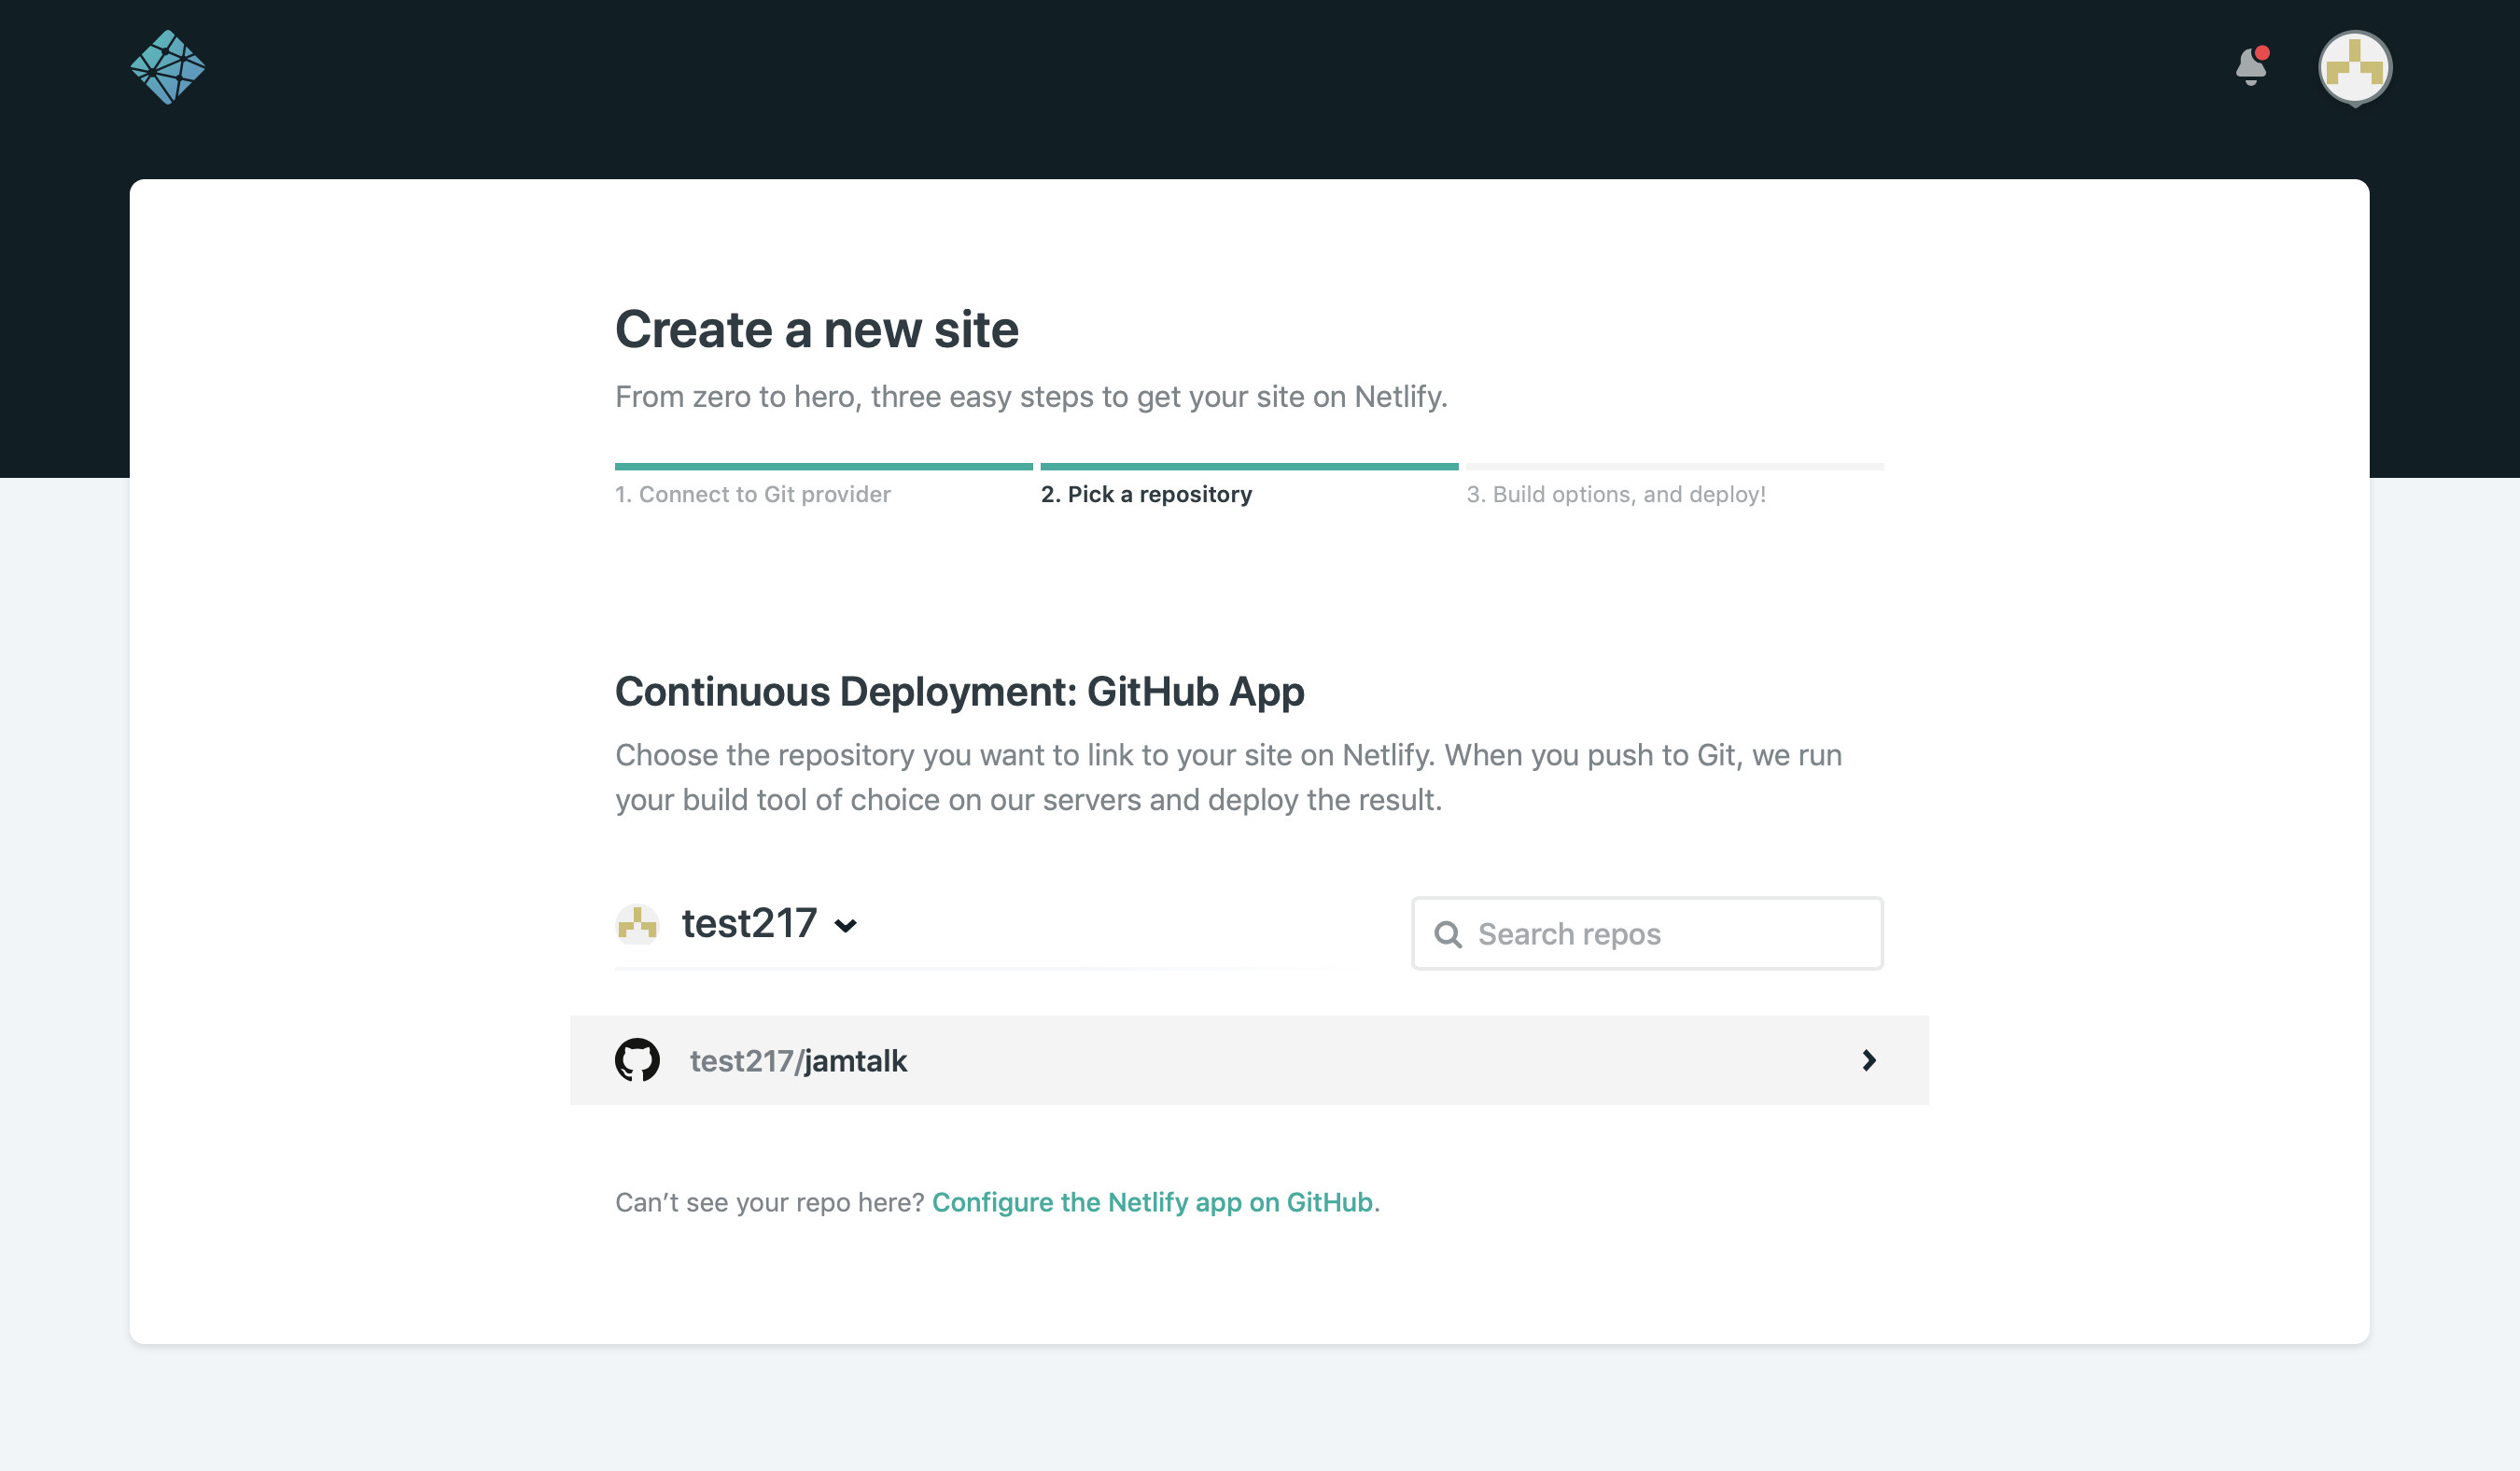 Create a new site
From zero to hero, three easy steps to get your site on Netlify.
1. Connect to Git provider
2. Pick a repository
3. Build options, and deploy!
Continuous Deployment: GitHub App
Choose the repository you want to link to your site on Netlify. When you push to Git, we run
your build tool of choice on our servers and deploy the result.
test217
Search repos
test217/jamtalk
Can’t see your repo here? Configure the Netlify app on GitHub.